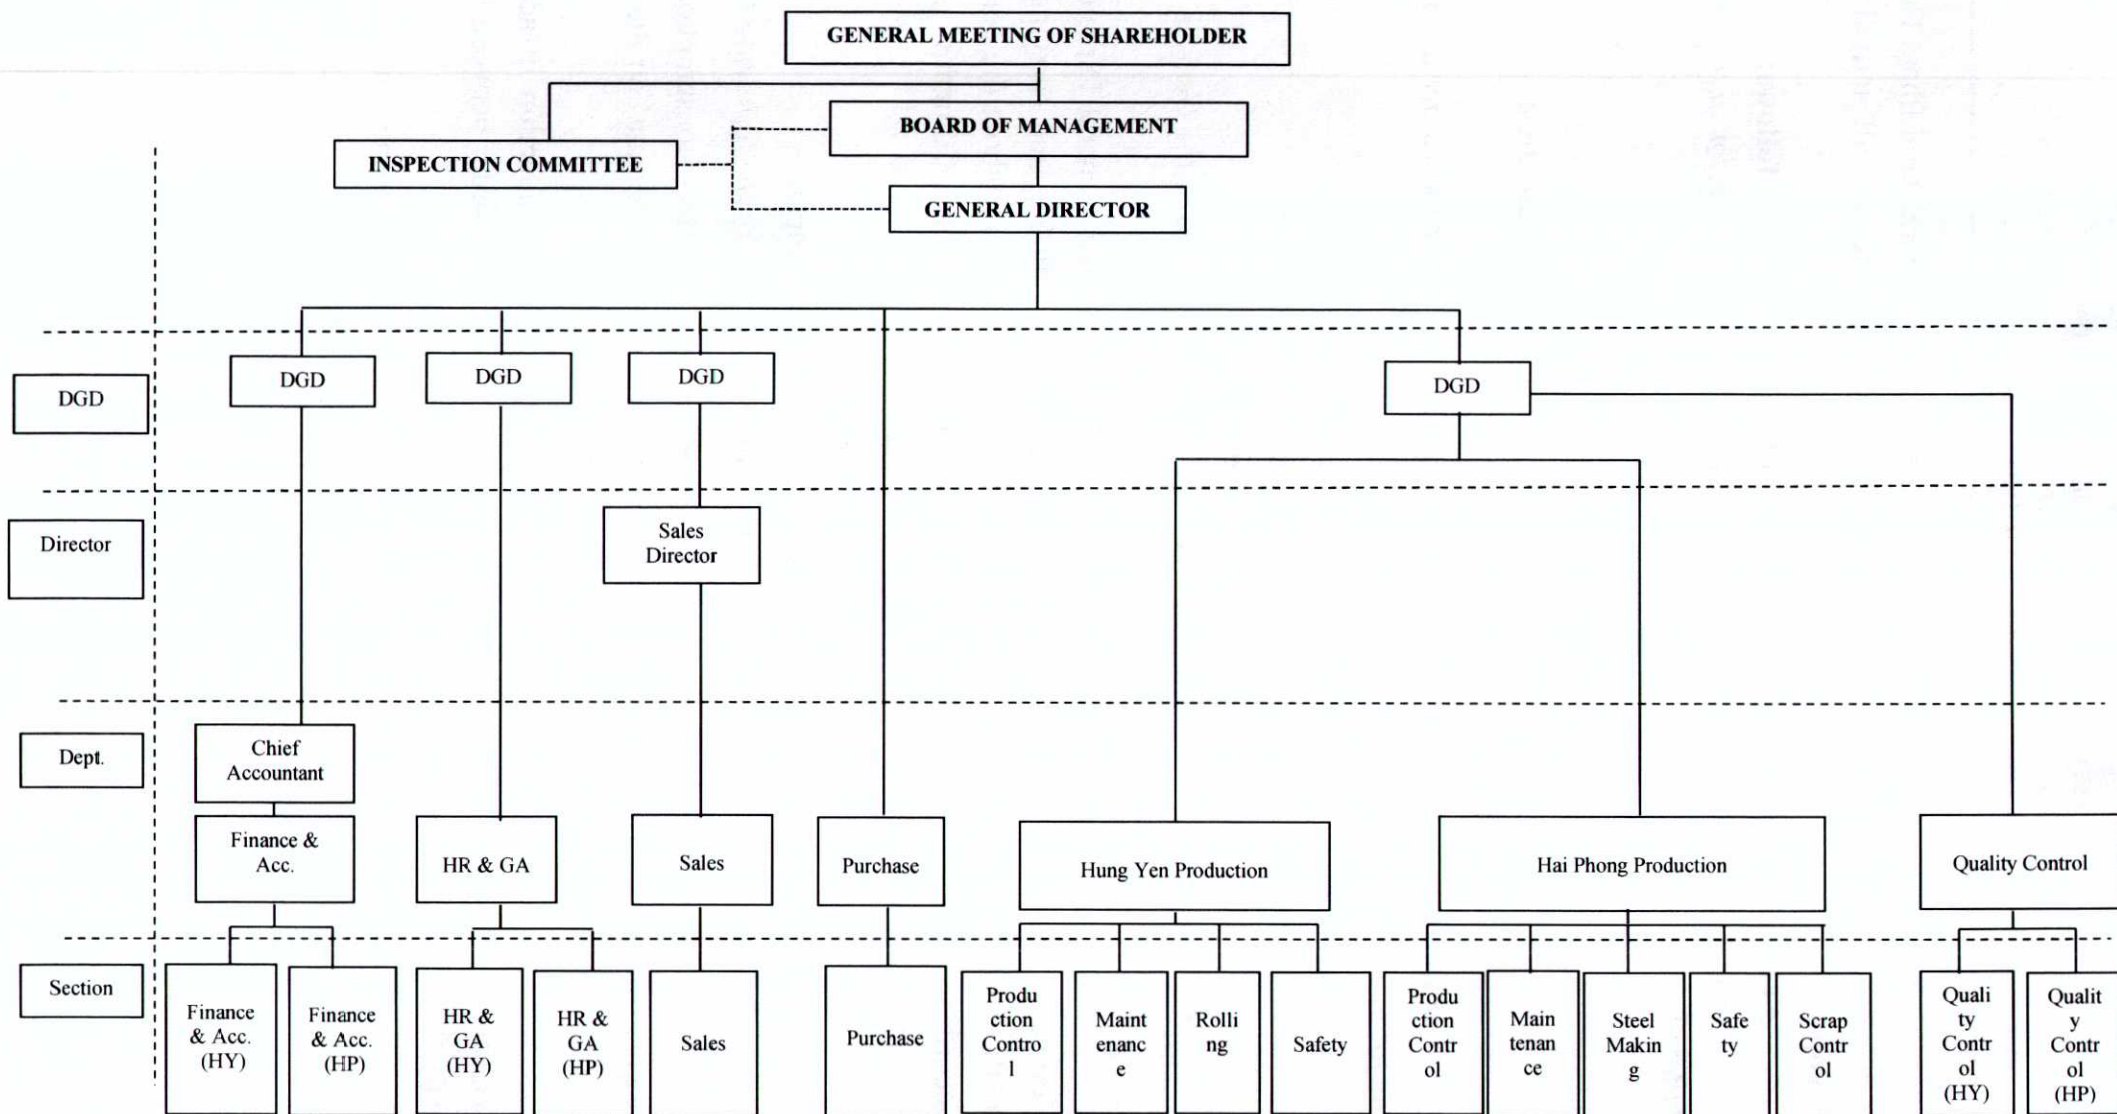 GENERAL MEETING OF SHAREHOLDER
BOARD OF MANAGEMENT
INSPECTION COMMITTEE
GENERAL DIRECTOR
DGD
DGD
DGD
DGD
DGD
Director
Sales
Director
Dept.
Chief
Accountant
Finance &
Acc.
HR & GA
Sales
Purchase
Hung Yen Production
Hai Phong Production
Quality Control
Section
Finance
& Acc.
(HY)
Finance
& Acc.
(HP)
HR &
GA
(HY)
HR &
GA
(HP)
Sales
Purchase
Produ
ction
Contro
l
Maint
enanc
e
Rolli
ng
Safety
Produ
ction
Contr
ol
Main
tenan
ce
Steel
Makin
g
Safe
ty
Scrap
Contr
ol
Quali
ty
Contr
ol
(HY)
Qualit
y
Contr
ol
(HP)